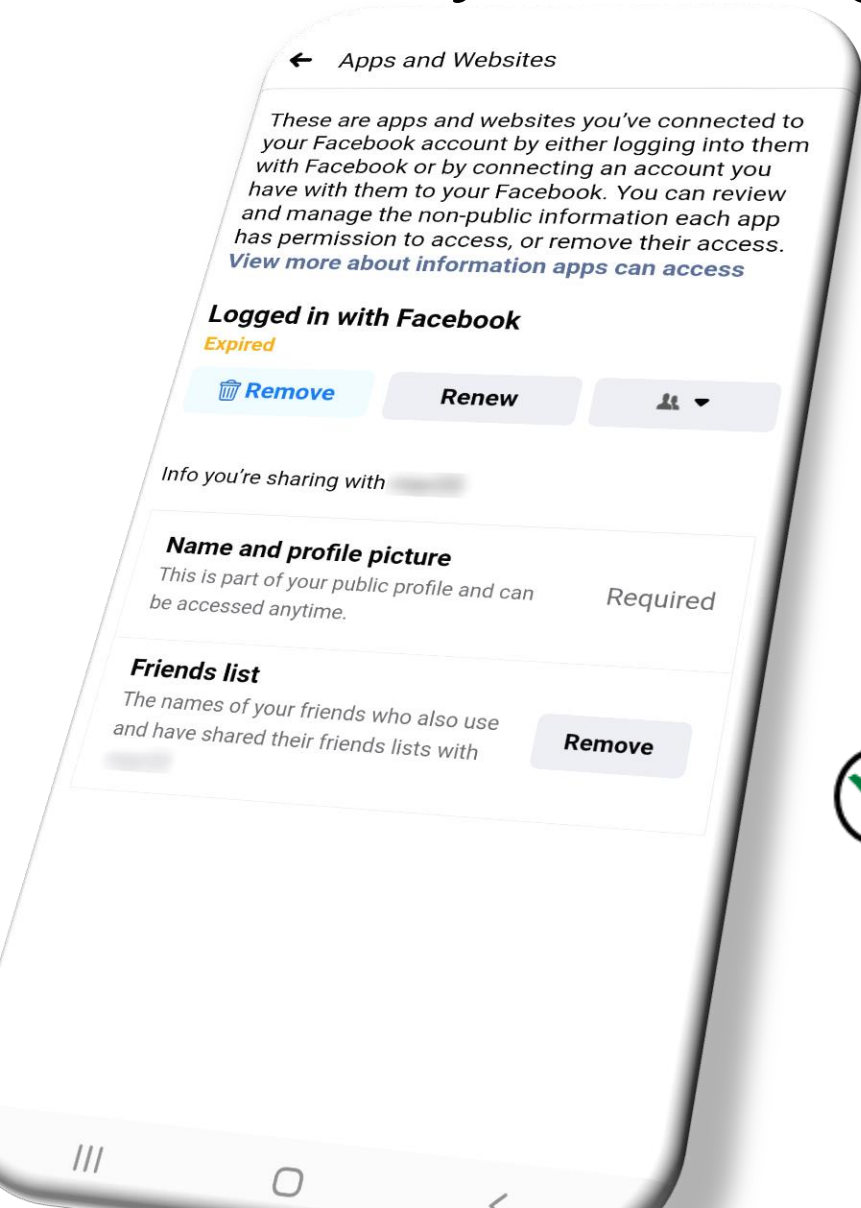 Apps and Websites
These are apps and websites you've connected to
your Facebook account by either logging into them
with Facebook or by connecting an account you
have with them to your Facebook. You can review
and manage the non-public information each app
has permission to access, or remove their access.
View more about information apps can access
Logged in with Facebook
Expired
Remove Renew
Info you're sharing with
Name and profile picture
This is part of your public profile and can
be accessed anytime.
Required
Friends list
The names of your friends who also use
and have shared their friends lists with
Remove